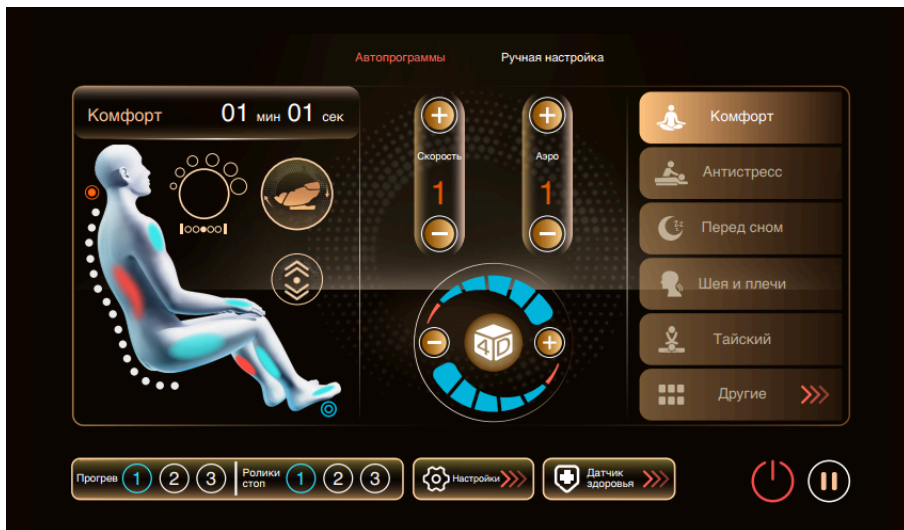 Автопрограммы
Ручная настройка
Комфорт 01 мин 01 сек
Скорость
1
Аэро
1
4D
Комфорт
Антистресс
Перед сном
Шея и плечи
Тайский
Другие
Прогрев 1 2 3
Ролики стоп 1 2 3
Настройки
Датчик
здоровья